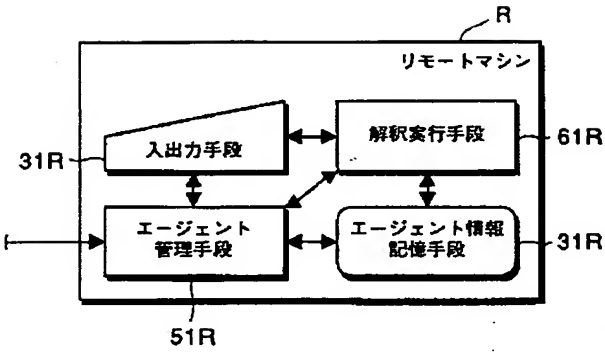 R
リモートマシン
入出力手段
解釈実行手段
31R
61R
エージェント
管理手段
エージェント情報
記憶手段
31R
51R